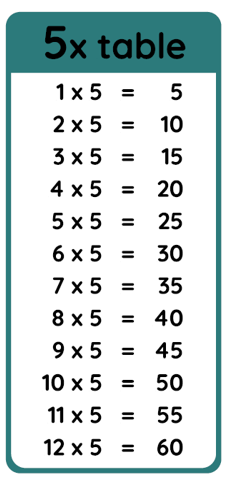 5x table
1 x 5 = 5
2 x 5 = 10
3 x 5 = 15
4 x 5 = 20
5 x 5 = 25
6 x 5 = 30
7 x 5 = 35
8 x 5 = 40
9 x 5 = 45
10 x 5 = 50
11 x 5 = 55
12 x 5 = 60